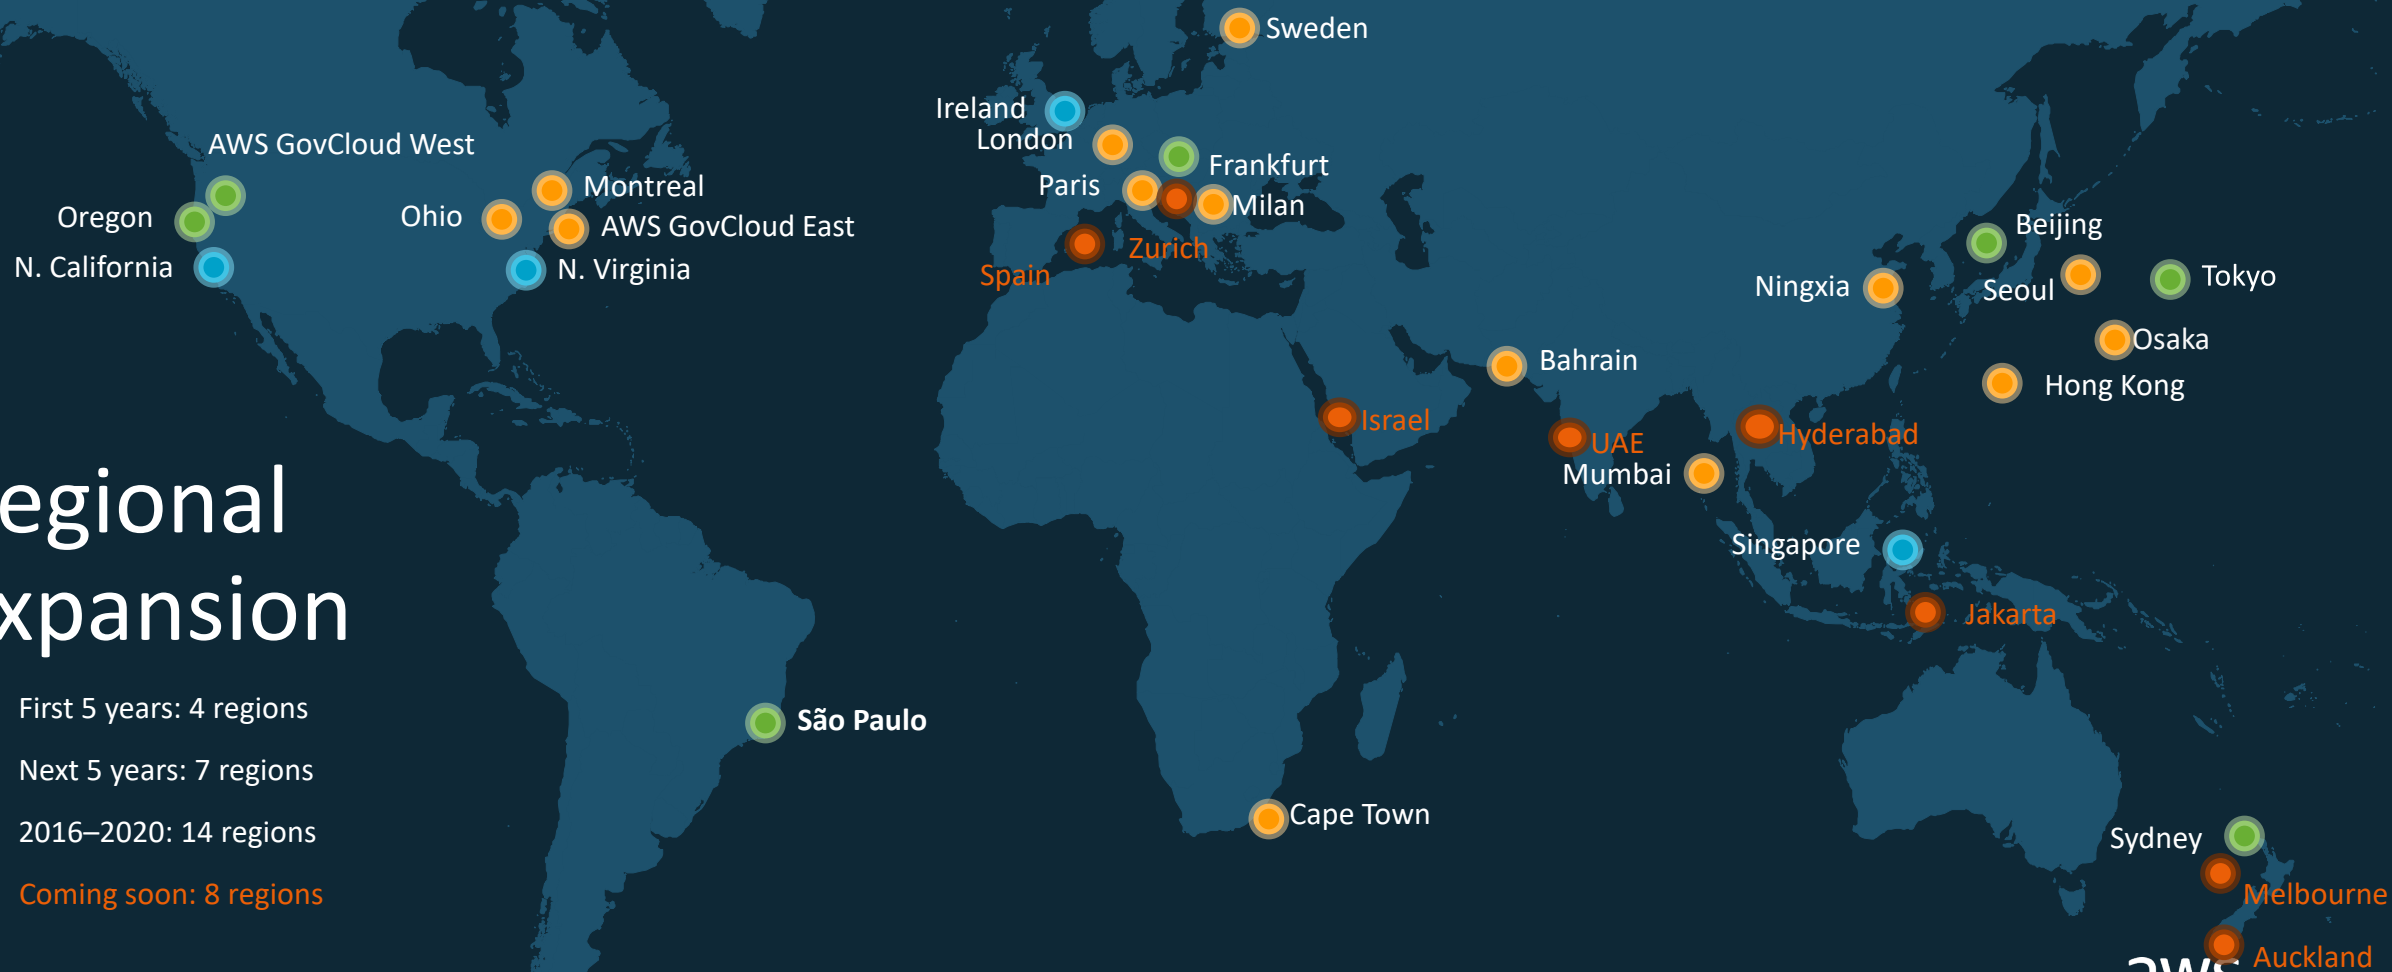 Sweden
Ireland
London
AWS GovCloud West
Frankfurt
Paris
Montreal
Milan
Oregon
Ohio
AWS GovCloud East
Beijing
Zurich
N. California
N. Virginia
Spain
Ningxia
Seoul
Tokyo
Osaka
Bahrain
Hong Kong
Israel
UAE
Hyderabad
Mumbai
egional
xpansion
Singapore
Jakarta
First 5 years: 4 regions
São Paulo
Next 5 years: 7 regions
2016–2020: 14 regions
Cape Town
Sydney
Coming soon: 8 regions
Melbourne
Auckland
aws